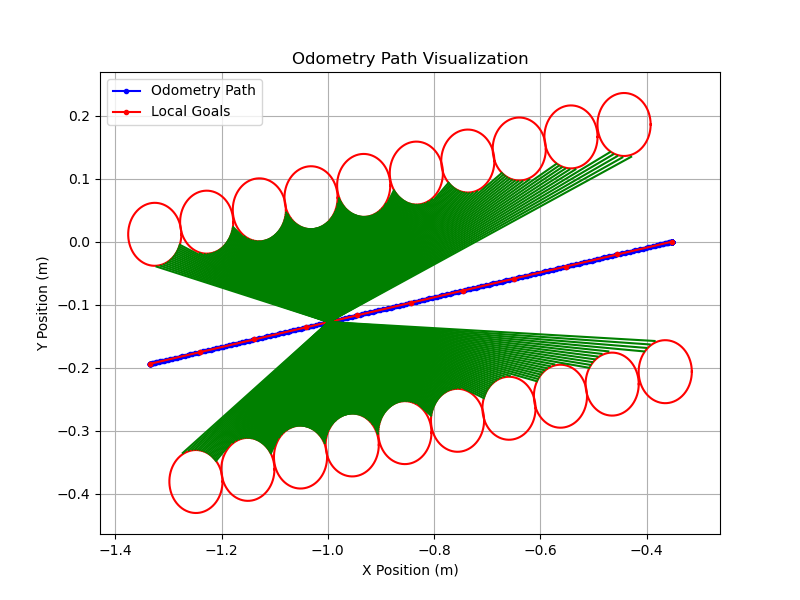 Odometry Path Visualization
Odometry Path
Local Goals
Y Position (m)
0.2
0.1
0.0
−0.1
−0.2
−0.3
−0.4
−1.4 −1.2 −1.0 −0.8 −0.6 −0.4
X Position (m)